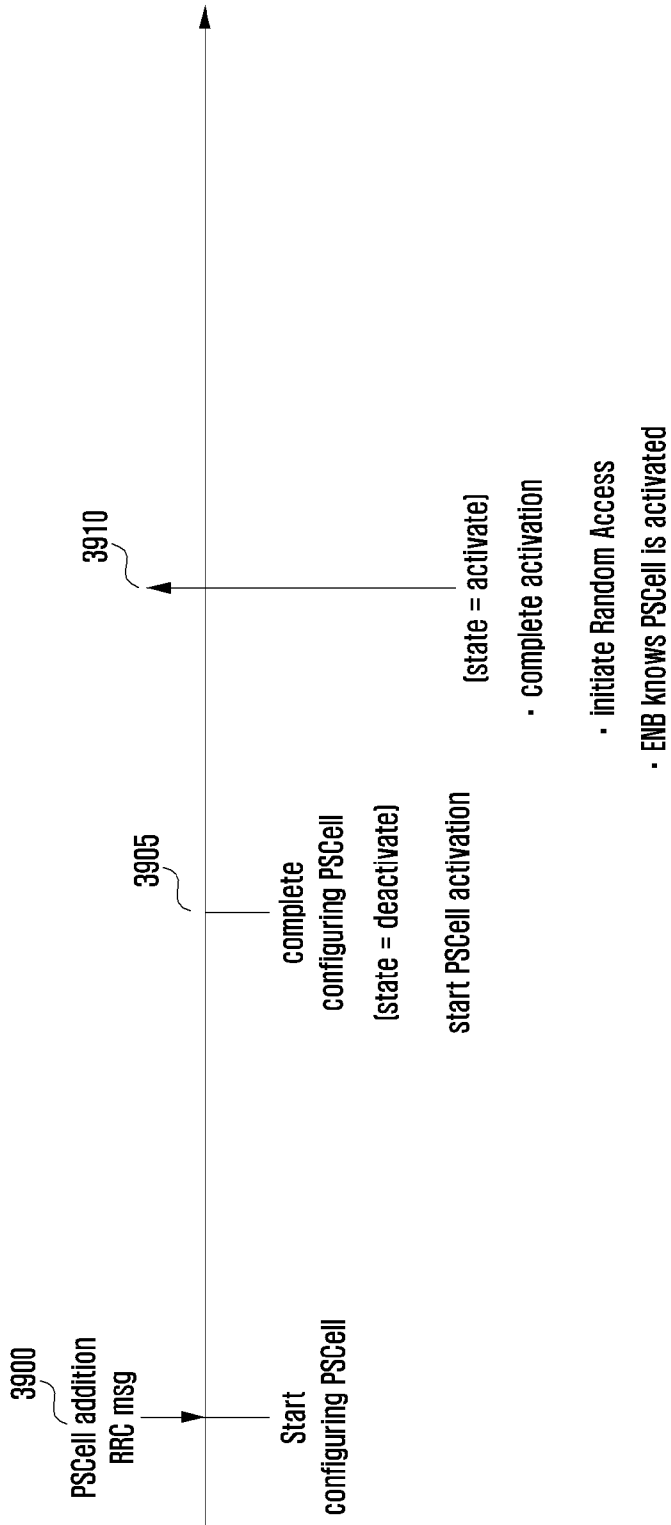 3900
PSCell addition
RRC msg
Start
configuring PSCell
3905
complete
configuring PSCell
(state = deactivate)
start PSCell activation
3910
(state = activate)
· complete activation
· initiate Random Access
· ENB knows PSCell is activated